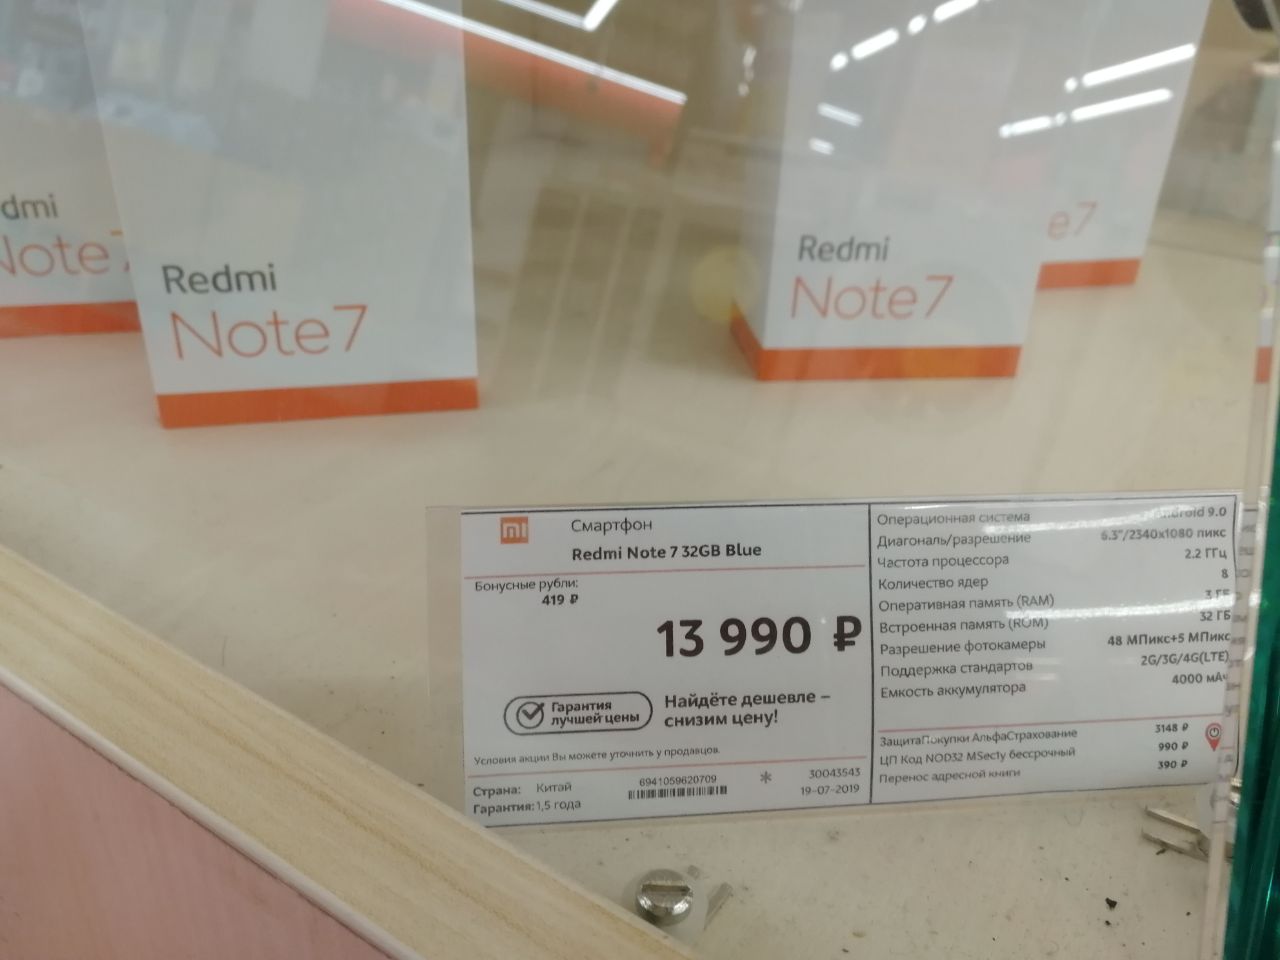 dmi
Note7
Redmi
Note7
Redmi
Note7
e7
mi
Смартфон
Redmi Note 7 32GB Blue
Бонусные рубли:
419 ₽
13 990 ₽
Гарантия
лучшей цены
Найдёте дешевле –
снизим цену!
Условия акции Вы можете уточнить у продавцов.
Страна: Китай
Гарантия: 1,5 года
6941059620709
*
30043543
19-07-2019
Операционная система Android 9.0
Диагональ/разрешение 6.3"/2340x1080 пикс
Частота процессора 2.2 ГГц
Количество ядер 8
Оперативная память (RAM) 3 ГБ
Встроенная память (ROM) 32 ГБ
Разрешение фотокамеры 48 МПикс+5 МПикс
Поддержка стандартов 2G/3G/4G(LTE)
Емкость аккумулятора 4000 мАч
ЗащитаПокупки АльфаСтрахование 3148 ₽
ЦП Код NOD32 MSecty бессрочный 990 ₽
Перенос адресной книги 390 ₽